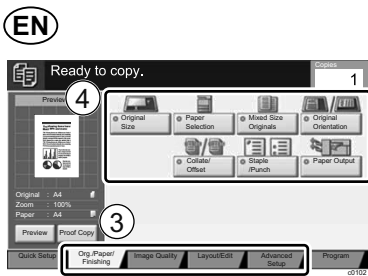 EN
Ready to copy.
Copies
1
Preview
4
Original Size
Paper Selection
Mixed Size Originals
Original Orientation
Collate/ Offset
Staple /Punch
Paper Output
Original : A4
Zoom : 100%
Paper : A4
3
Preview
Proof Copy
Quick Setup
Org./Paper/ Finishing
Image Quality
Layout/Edit
Advanced Setup
Program
c0102